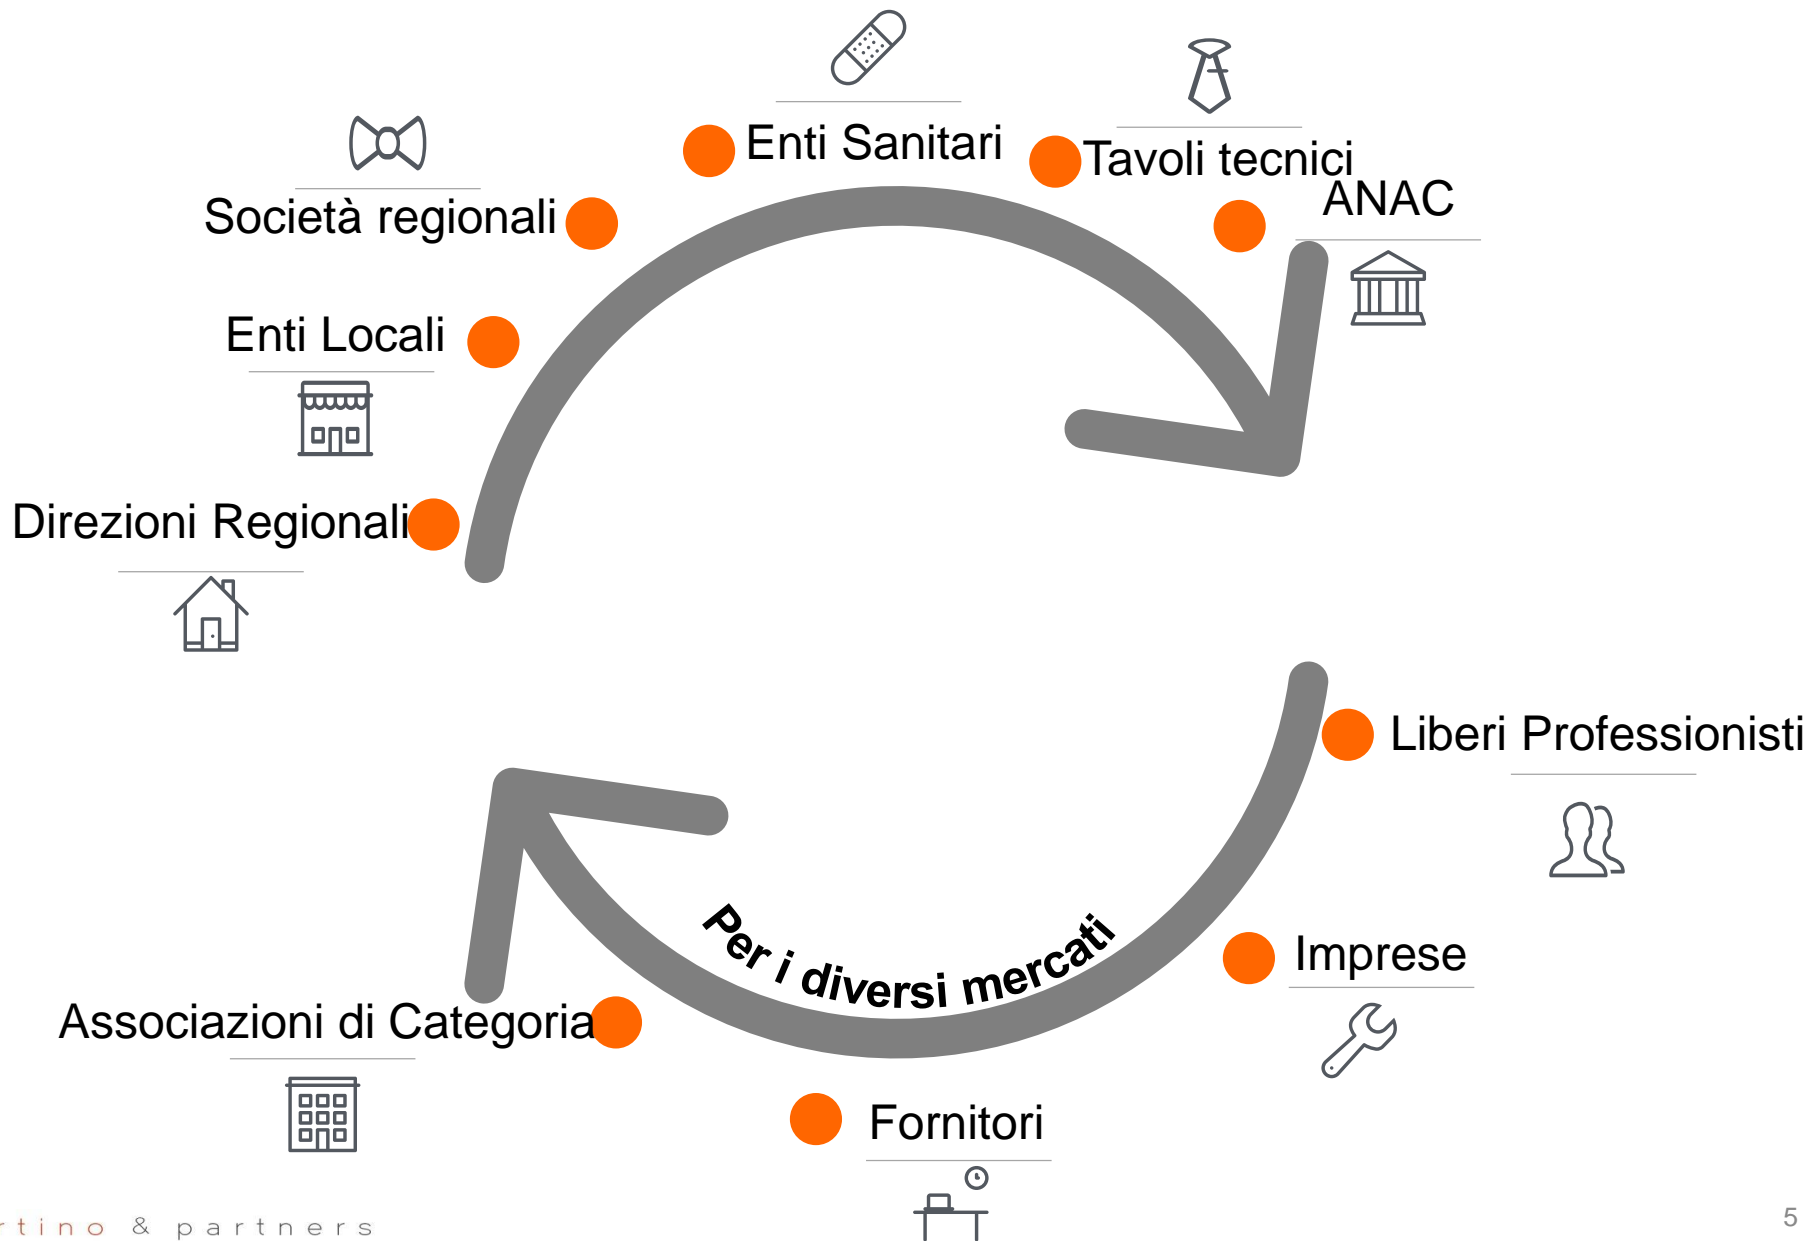 Enti Sanitari
Tavoli tecnici
ANAC
Società regionali
Enti Locali
Direzioni Regionali
Liberi Professionisti
Per i diversi mercati
Imprese
Associazioni di Categoria
Fornitori
rtino & partners
5